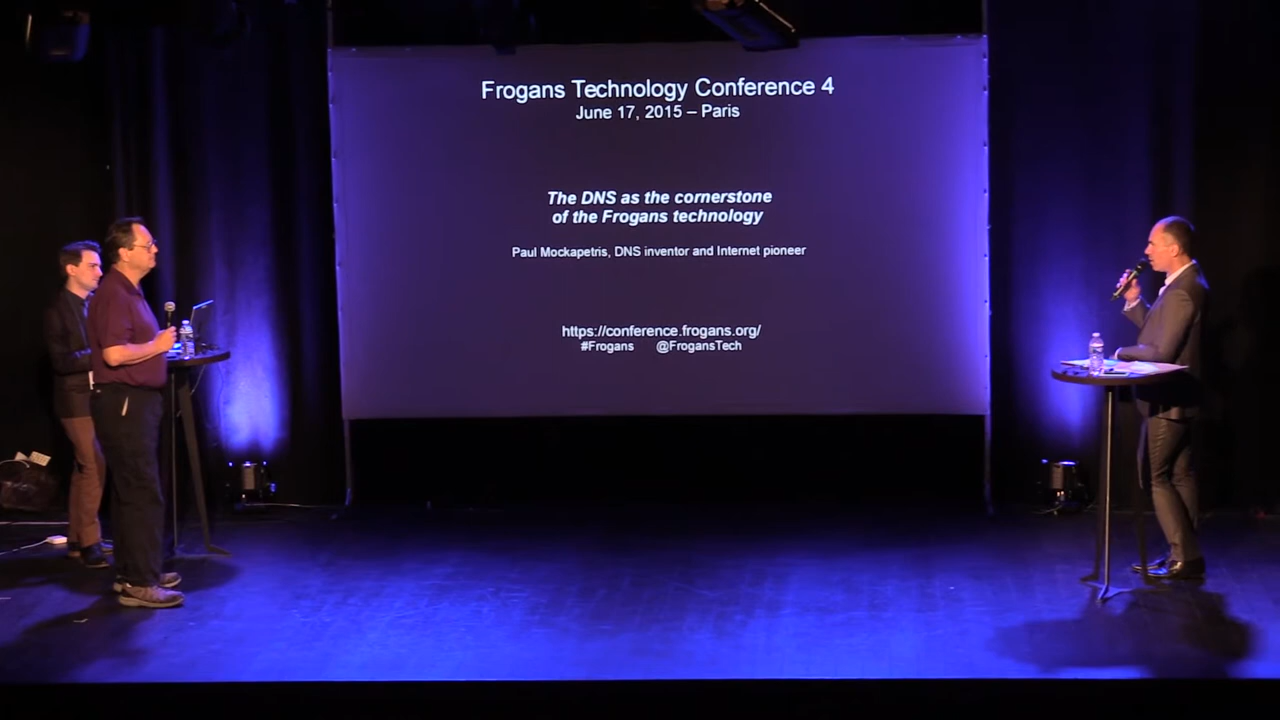 Frogans Technology Conference 4
June 17, 2015 – Paris
The DNS as the cornerstone
of the Frogans technology
Paul Mockapetris, DNS inventor and Internet pioneer
https://conference.frogans.org/
#Frogans @FrogansTech